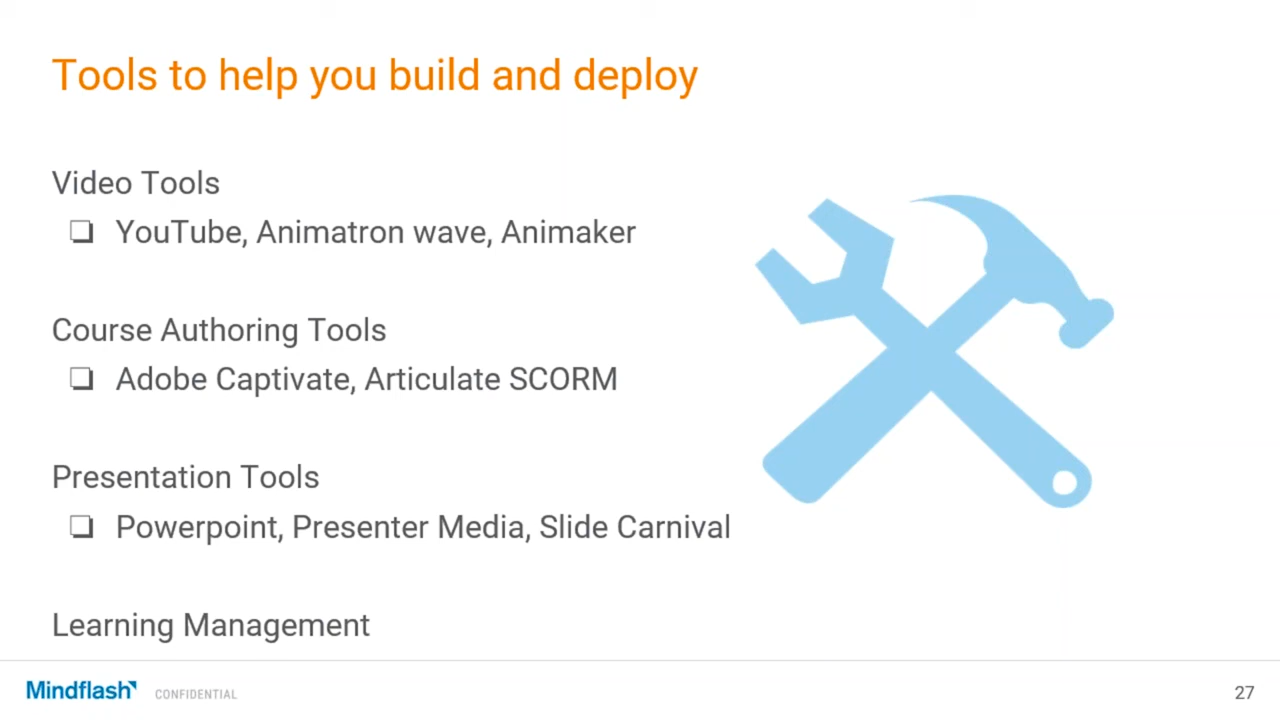 Tools to help you build and deploy
Video Tools
❏ YouTube, Animatron wave, Animaker
Course Authoring Tools
❏ Adobe Captivate, Articulate SCORM
Presentation Tools
❏ Powerpoint, Presenter Media, Slide Carnival
Learning Management
Mindflash CONFIDENTIAL 27